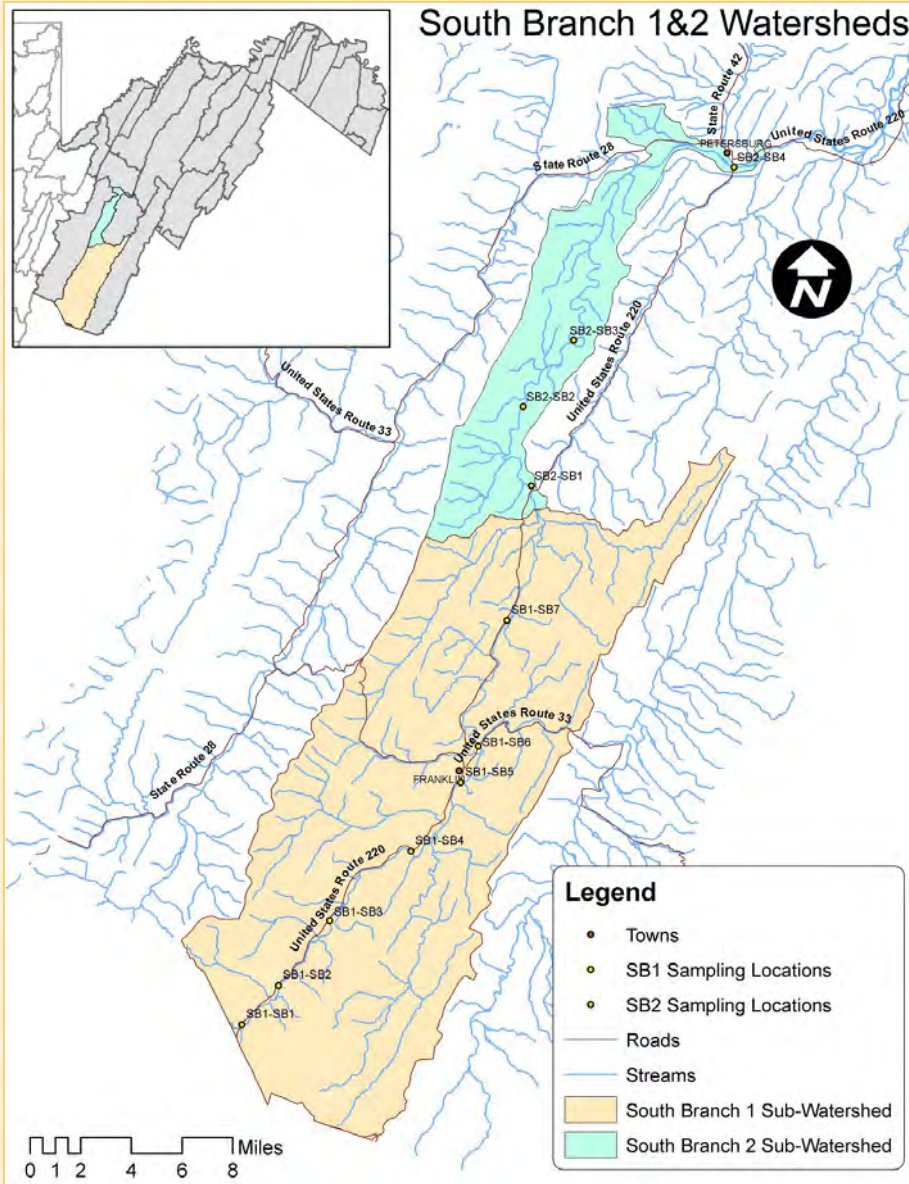 South Branch 1&2 Watersheds
State Route 42
United States Route 220
PETERSBURG
SB2-SB4
State Route 28
SB2-SB3
United States Route 220
United States Route 33
SB2-SB2
SB2-SB1
SB1-SB7
United States Route 33
SB1-SB6
SB1-SB5
FRANKLIN
State Route 28
SB1-SB4
United States Route 220
SB1-SB3
SB1-SB2
SB1-SB1
N
Legend
Towns
SB1 Sampling Locations
SB2 Sampling Locations
Roads
Streams
South Branch 1 Sub-Watershed
South Branch 2 Sub-Watershed
Miles
0 1 2 4 6 8